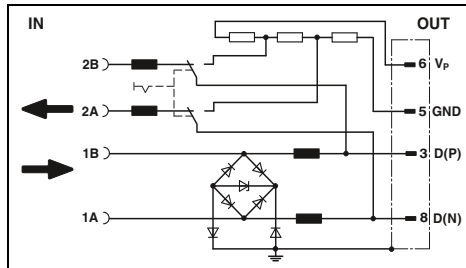 IN OUT
2B 6 VP
2A 5 GND
1B 3 D(P)
1A 8 D(N)